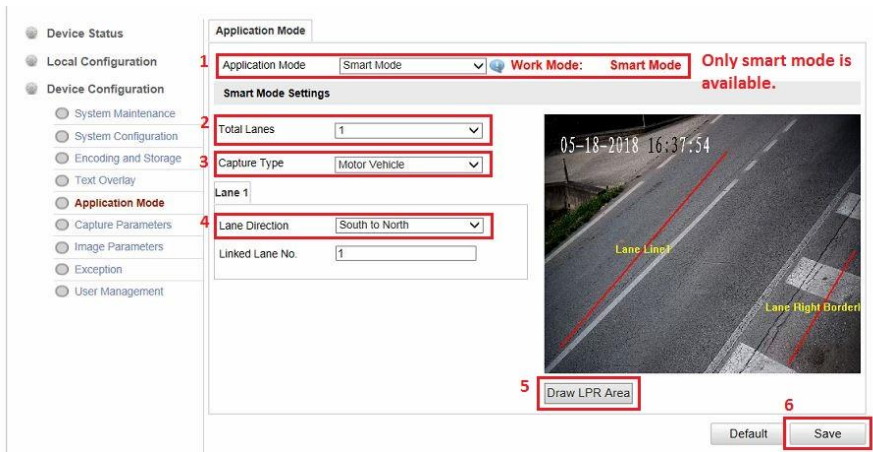 Device Status
Local Configuration
Device Configuration
System Maintenance
System Configuration
Encoding and Storage
Text Overlay
Application Mode
Capture Parameters
Image Parameters
Exception
User Management
Application Mode
1
Application Mode
Smart Mode
Work Mode: Smart Mode
Only smart mode is
available.
Smart Mode Settings
2
Total Lanes
1
3
Capture Type
Motor Vehicle
Lane 1
4
Lane Direction
South to North
Linked Lane No.
1
05-18-2018 16:37:54
Lane Line1
Lane Right Borderl
5
Draw LPR Area
6
Default
Save